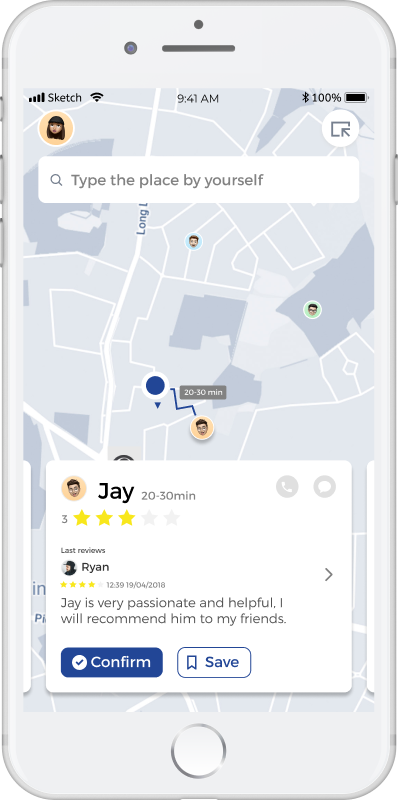 Sketch 9:41 AM 100%
Type the place by yourself
Long L
20-30 min
Jay 20-30min
3
Last reviews
Ryan
12:39 19/04/2018
Jay is very passionate and helpful, I
will recommend him to my friends.
in
Pi
Confirm Save